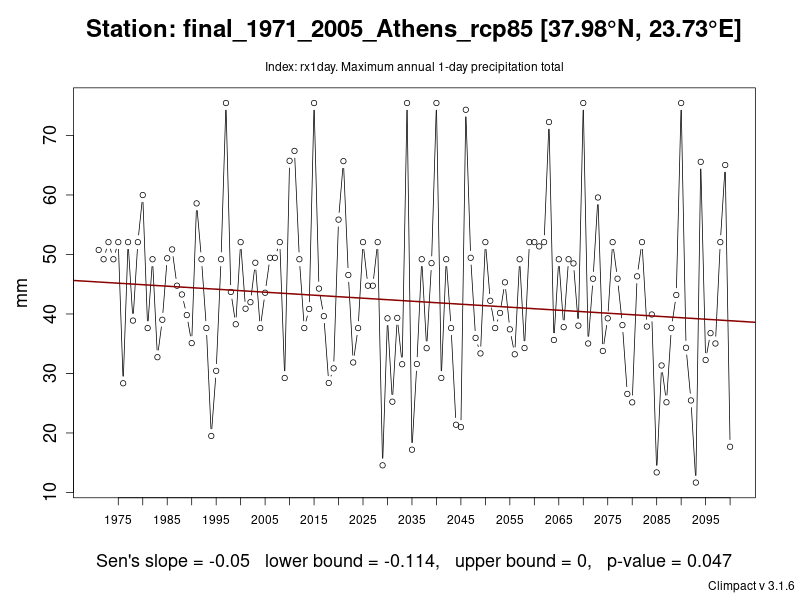 Station: final_1971_2005_Athens_rcp85 [37.98°N, 23.73°E]
Index: rx1day. Maximum annual 1-day precipitation total
70
60
50
40
30
20
10
mm
1975 1985 1995 2005 2015 2025 2035 2045 2055 2065 2075 2085 2095
Sen's slope = -0.05 lower bound = -0.114, upper bound = 0, p-value = 0.047
Climpact v 3.1.6